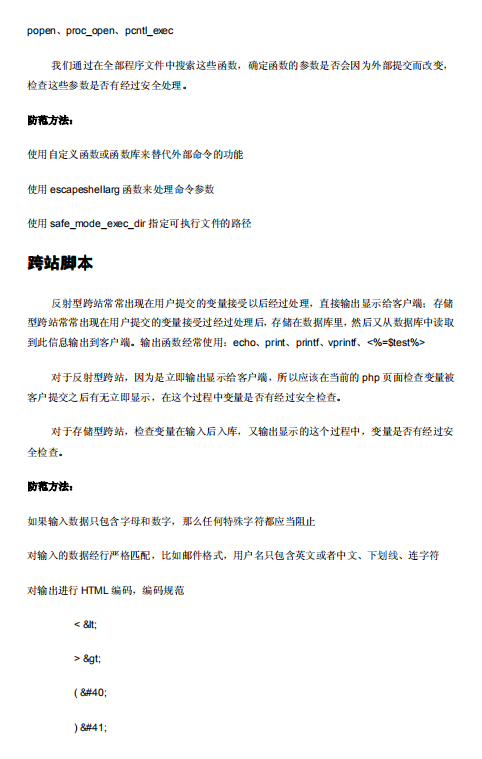 popen、proc_open、pcntl_exec
我们通过在全部程序文件中搜索这些函数，确定函数的参数是否会因为外部提交而改变，
检查这些参数是否有经过安全处理。
防范方法：
使用自定义函数或函数库来替代外部命令的功能
使用 escapeshellarg 函数来处理命令参数
使用 safe_mode_exec_dir 指定可执行文件的路径
跨站脚本
反射型跨站常常出现在用户提交的变量接受以后经过处理，直接输出显示给客户端；存储
型跨站常常出现在用户提交的变量接受过经过处理后，存储在数据库里，然后又从数据库中读取
到此信息输出到客户端。输出函数经常使用：echo、print、printf、vprintf、<%=$test%>
对于反射型跨站，因为是立即输出显示给客户端，所以应该在当前的 php 页面检查变量被
客户提交之后有无立即显示，在这个过程中变量是否有经过安全检查。
对于存储型跨站，检查变量在输入后入库，又输出显示的这个过程中，变量是否有经过安
全检查。
防范方法：
如果输入数据只包含字母和数字，那么任何特殊字符都应当阻止
对输入的数据经行严格匹配，比如邮件格式，用户名只包含英文或者中文、下划线、连字符
对输出进行 HTML 编码，编码规范
< &lt;
> &gt;
( &#40;
) &#41;